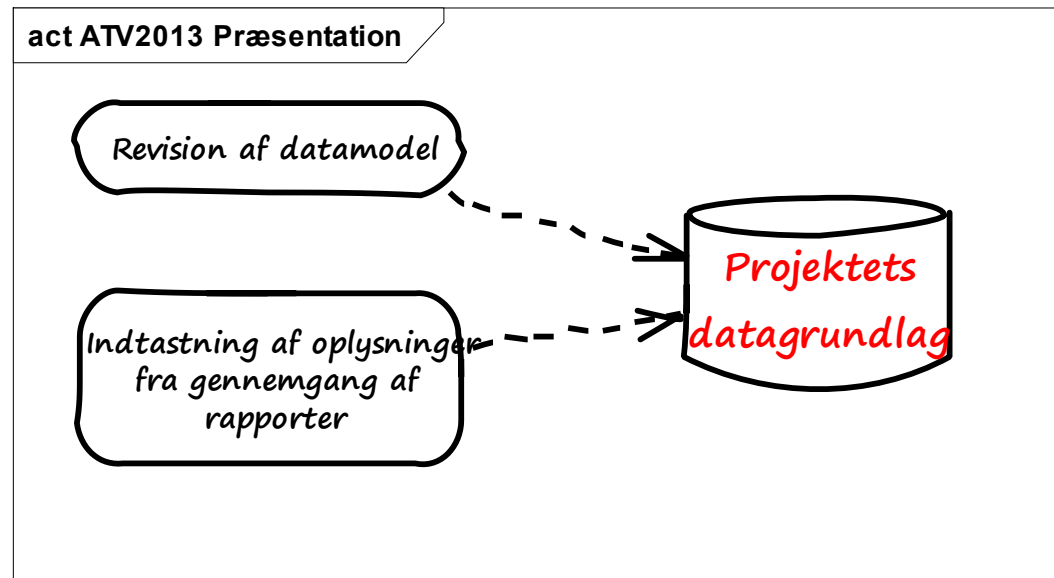 act ATV2013 Præsentation
Revision af datamodel
Indtastning af oplysninger
fra gennemgang af
rapporter
Projektets
datagrundlag